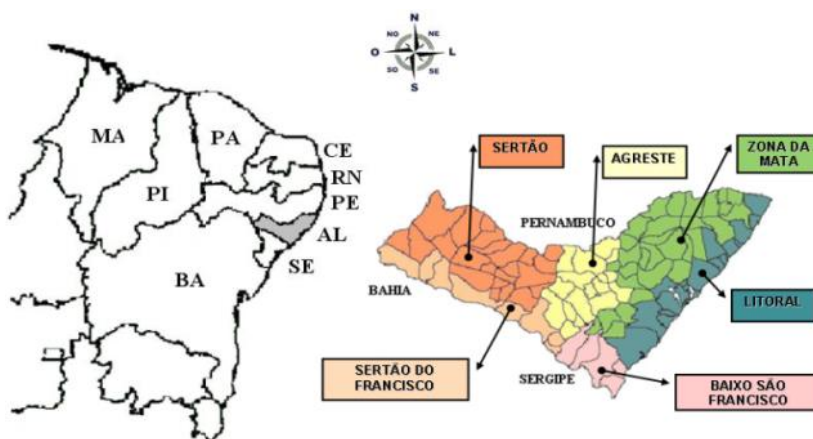 N
NO
NE
O
L
SO
SE
S
MA
PA
CE
RN
PI
PE
AL
SE
BA
SERTÃO
AGRESTE
ZONA DA
MATA
PERNAMBUCO
BAHIA
LITORAL
SERTÃO DO
FRANCISCO
SERGIPE
BAIXO SÃO
FRANCISCO